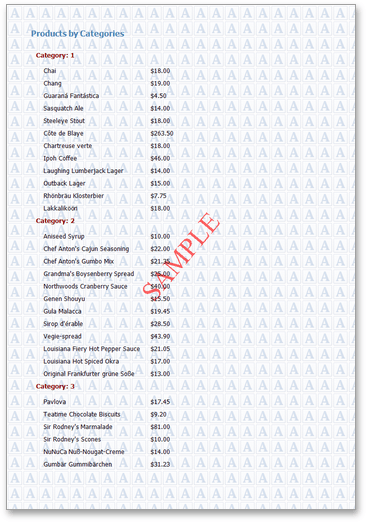 Products by Categories
Category: 1
Chai $18.00
Chang $19.00
Guaraná Fantástica $4.50
Sasquatch Ale $14.00
Steeleye Stout $18.00
Côte de Blaye $263.50
Chartreuse verte $18.00
Ipoh Coffee $46.00
Laughing Lumberjack Lager $14.00
Outback Lager $15.00
Rhönbräu Klosterbier $7.75
Lakkalikööri $18.00
Category: 2
Aniseed Syrup $10.00
Chef Anton's Cajun Seasoning $22.00
Chef Anton's Gumbo Mix $21.35
Grandma's Boysenberry Spread $25.00
Northwoods Cranberry Sauce $40.00
Genen Shouyu $15.50
Gula Malacca $19.45
Sirop d'érable $28.50
Vegie-spread $43.90
Louisiana Fiery Hot Pepper Sauce $21.05
Louisiana Hot Spiced Okra $17.00
Original Frankfurter grüne Soße $13.00
SAMPLE
Category: 3
Pavlova $17.45
Teatime Chocolate Biscuits $9.20
Sir Rodney's Marmalade $81.00
Sir Rodney's Scones $10.00
NuNuCa Nuß-Nougat-Creme $14.00
Gumbär Gummibärchen $31.23